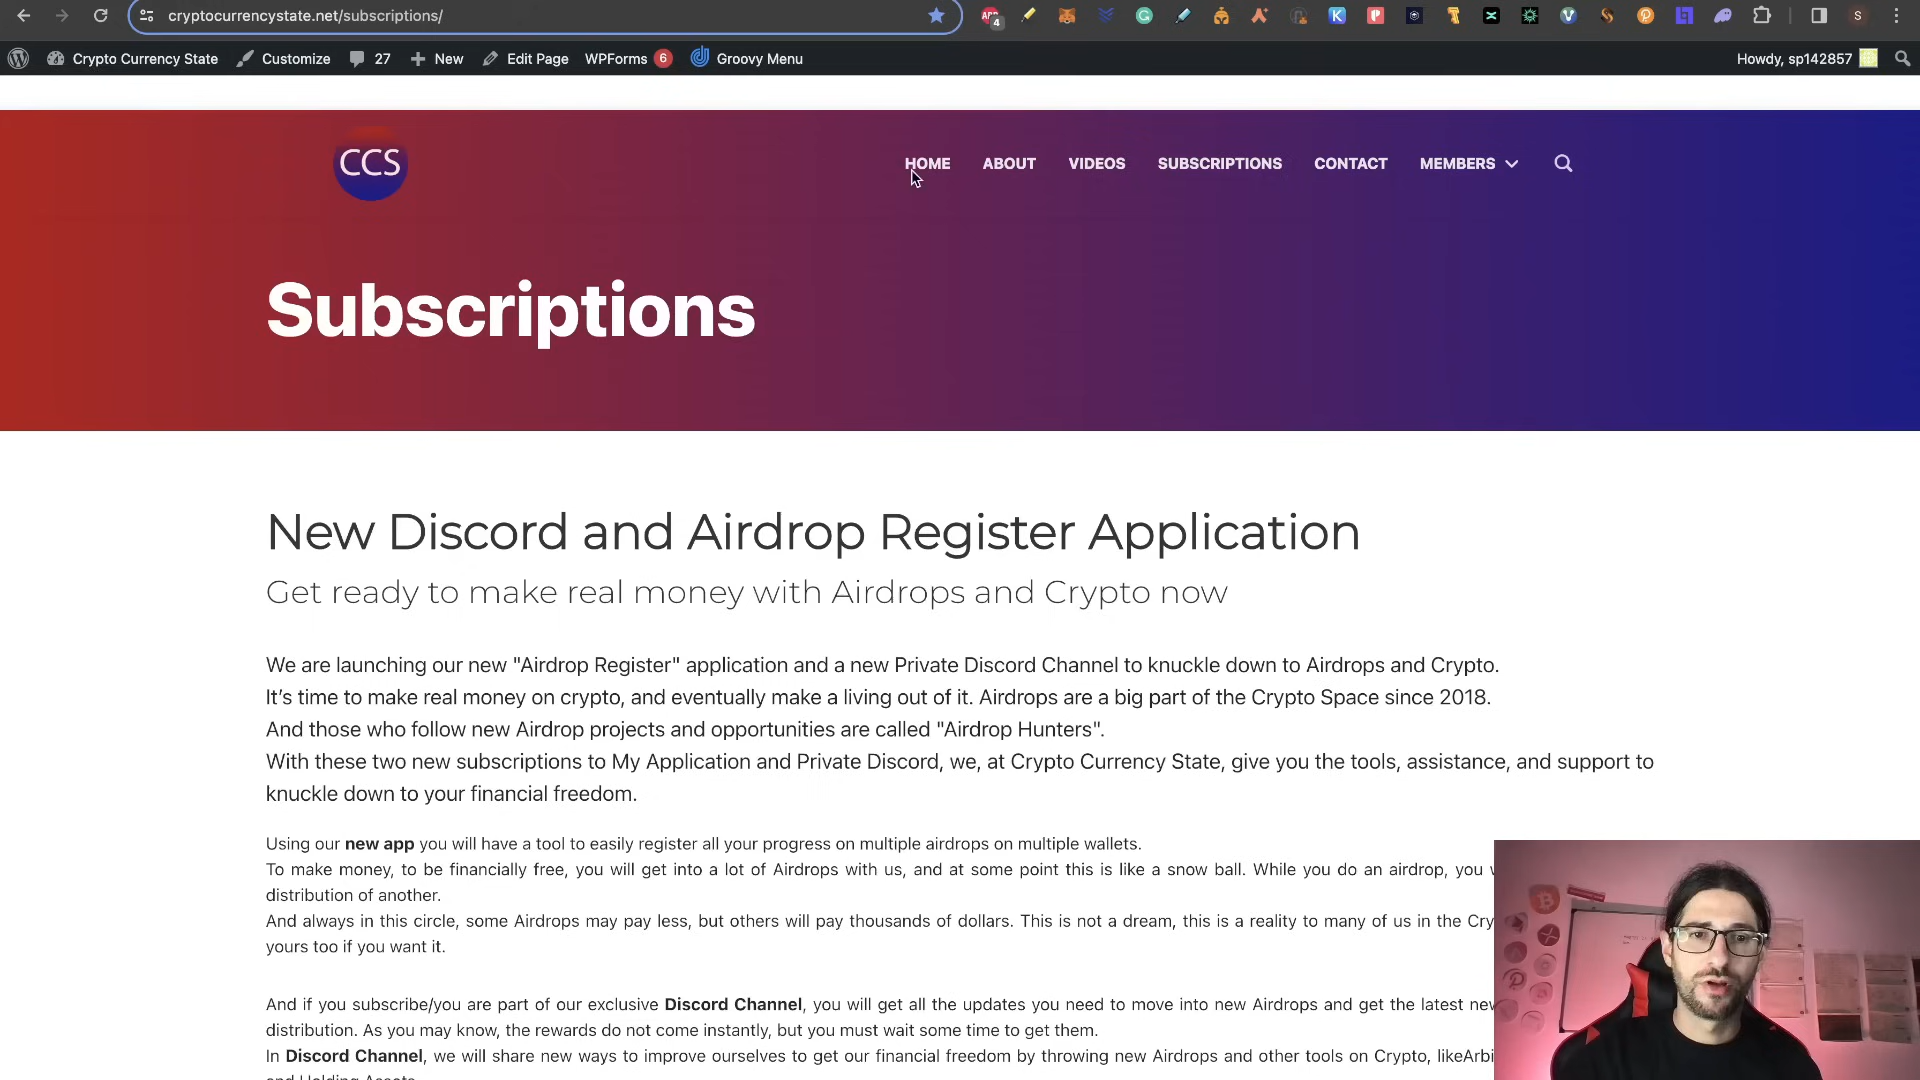 cryptocurrencystate.net/subscriptions/
ABP 4
K
S
Crypto Currency State Customize 27 New Edit Page WPForms 6 Groovy Menu
Howdy, sp142857
CCS
HOME ABOUT VIDEOS SUBSCRIPTIONS CONTACT MEMBERS
Subscriptions
New Discord and Airdrop Register Application
Get ready to make real money with Airdrops and Crypto now
We are launching our new "Airdrop Register" application and a new Private Discord Channel to knuckle down to Airdrops and Crypto.
It's time to make real money on crypto, and eventually make a living out of it. Airdrops are a big part of the Crypto Space since 2018.
And those who follow new Airdrop projects and opportunities are called "Airdrop Hunters".
With these two new subscriptions to My Application and Private Discord, we, at Crypto Currency State, give you the tools, assistance, and support to
knuckle down to your financial freedom.
Using our new app you will have a tool to easily register all your progress on multiple airdrops on multiple wallets.
To make money, to be financially free, you will get into a lot of Airdrops with us, and at some point this is like a snow ball. While you do an airdrop, you
distribution of another.
And always in this circle, some Airdrops may pay less, but others will pay thousands of dollars. This is not a dream, this is a reality to many of us in the Cry
yours too if you want it.
And if you subscribe/you are part of our exclusive Discord Channel, you will get all the updates you need to move into new Airdrops and get the latest new
distribution. As you may know, the rewards do not come instantly, but you must wait some time to get them.
In Discord Channel, we will share new ways to improve ourselves to get our financial freedom by throwing new Airdrops and other tools on Crypto, likeArbi
and Holding Assets